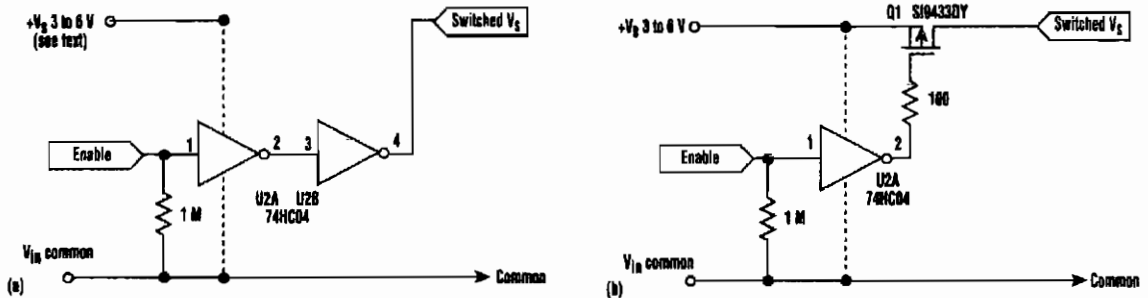 +Vs 3 to 6 V
(see text)
Switched Vs
Enable
1
2
3
4
U2A
U2B
74HC04
1 M
Vin common
Common
(a)
Q1 SI9433DY
+Vs 3 to 6 V
Switched Vs
100
Enable
1
2
U2A
74HC04
1 M
Vin common
Common
(b)